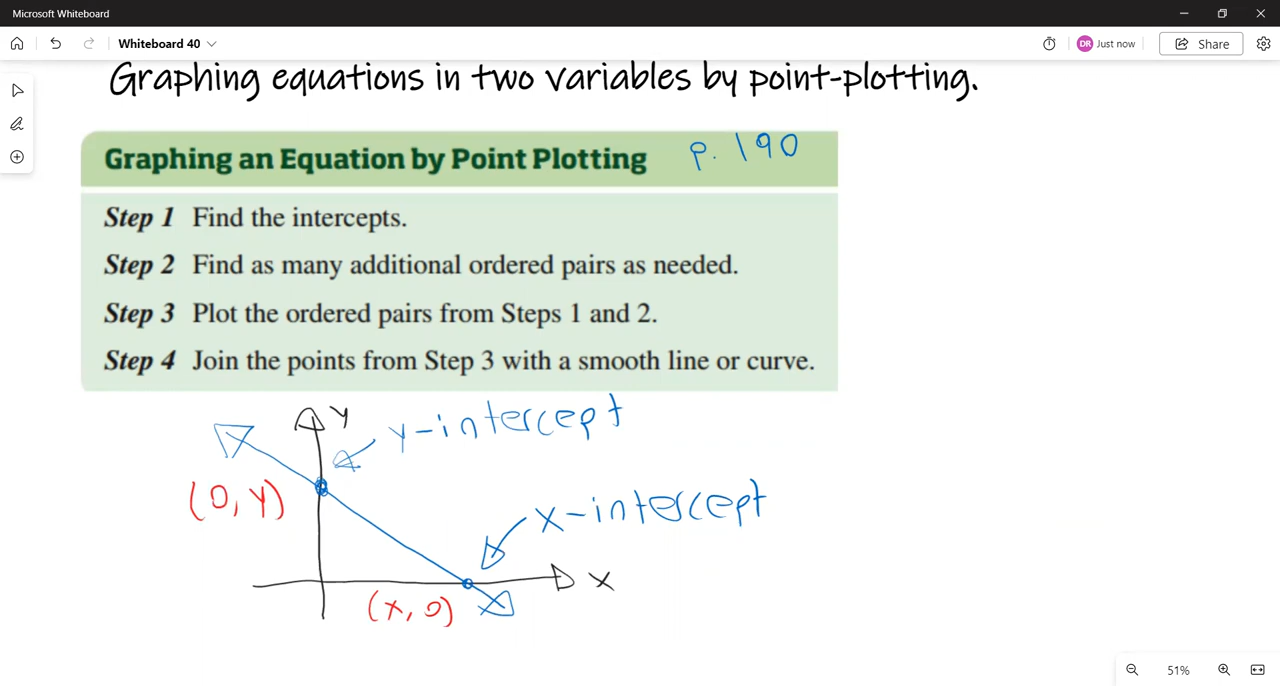 Microsoft Whiteboard
Whiteboard 40
DR Just now
Share
Graphing equations in two variables by point-plotting.
Graphing an Equation by Point Plotting
p. 190
Step 1 Find the intercepts.
Step 2 Find as many additional ordered pairs as needed.
Step 3 Plot the ordered pairs from Steps 1 and 2.
Step 4 Join the points from Step 3 with a smooth line or curve.
Y
y-intercept
(0, Y)
x-intercept
X
(x, 0)
51%